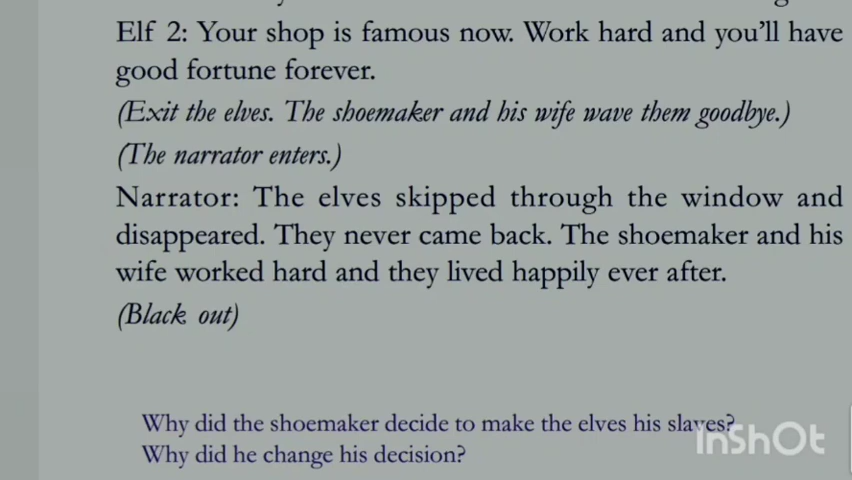 Elf 2: Your shop is famous now. Work hard and you'll have
good fortune forever.
(Exit the elves. The shoemaker and his wife wave them goodbye.)
(The narrator enters.)
Narrator: The elves skipped through the window and
disappeared. They never came back. The shoemaker and his
wife worked hard and they lived happily ever after.
(Black out)
Why did the shoemaker decide to make the elves his slaves?
Why did he change his decision?
InShOt